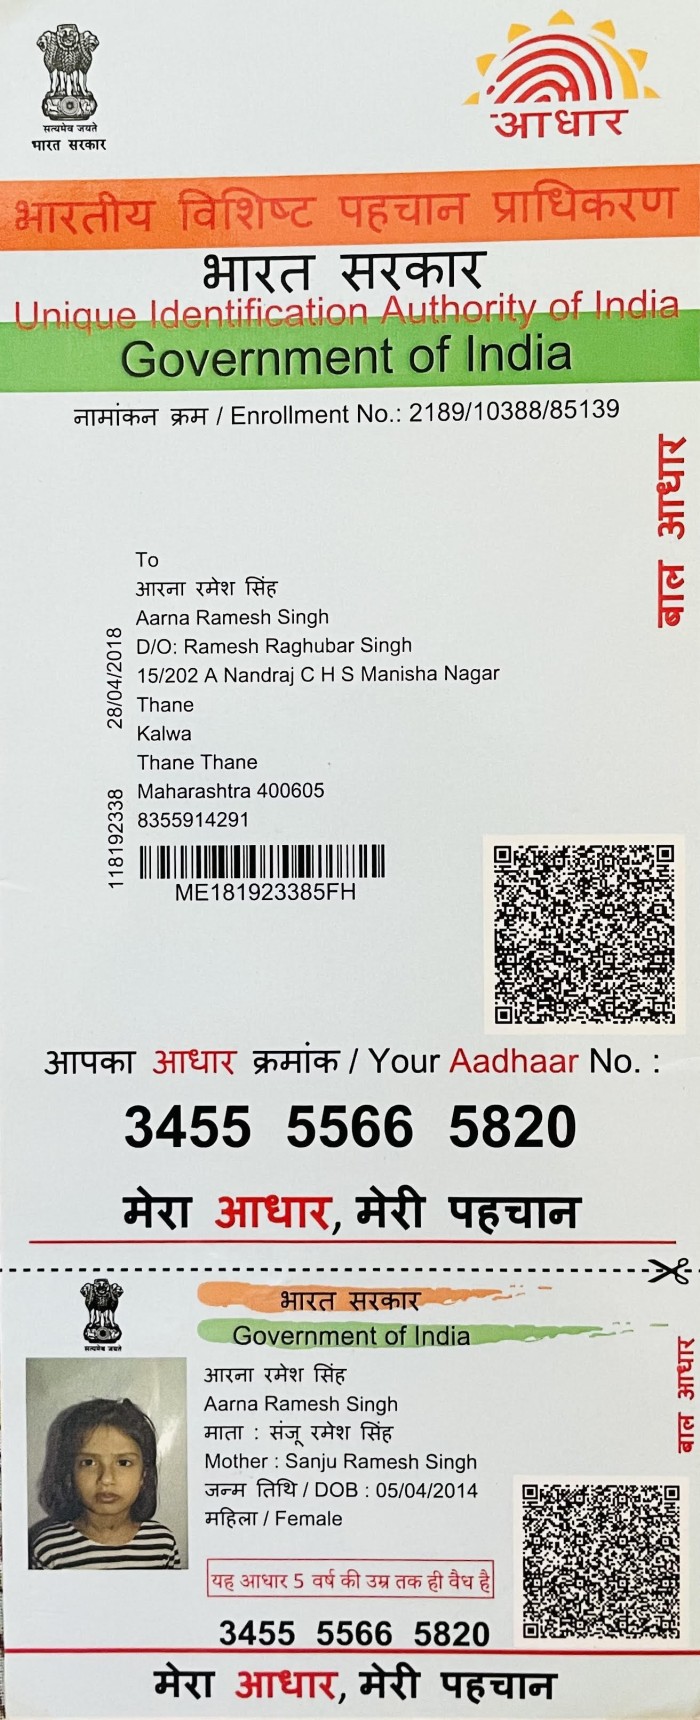 सत्यमेव जयते
भारत सरकार
आधार
भारतीय विशिष्ट पहचान प्राधिकरण
भारत सरकार
Unique Identification Authority of India
Government of India
नामांकन क्रम / Enrollment No.: 2189/10388/85139
बाल आधार
To
आरना रमेश सिंह
Aarna Ramesh Singh
D/O: Ramesh Raghubar Singh
15/202 A Nandraj C H S Manisha Nagar
Thane
Kalwa
Thane Thane
Maharashtra 400605
8355914291
28/04/2018
118192338
ME181923385FH
आपका आधार क्रमांक / Your Aadhaar No. :
3455 5566 5820
मेरा आधार, मेरी पहचान
सत्यमेव जयते
भारत सरकार
Government of India
बाल आधार
आरना रमेश सिंह
Aarna Ramesh Singh
माता : संजू रमेश सिंह
Mother : Sanju Ramesh Singh
जन्म तिथि / DOB : 05/04/2014
महिला / Female
यह आधार 5 वर्ष की उम्र तक ही वैध है
3455 5566 5820
मेरा आधार, मेरी पहचान